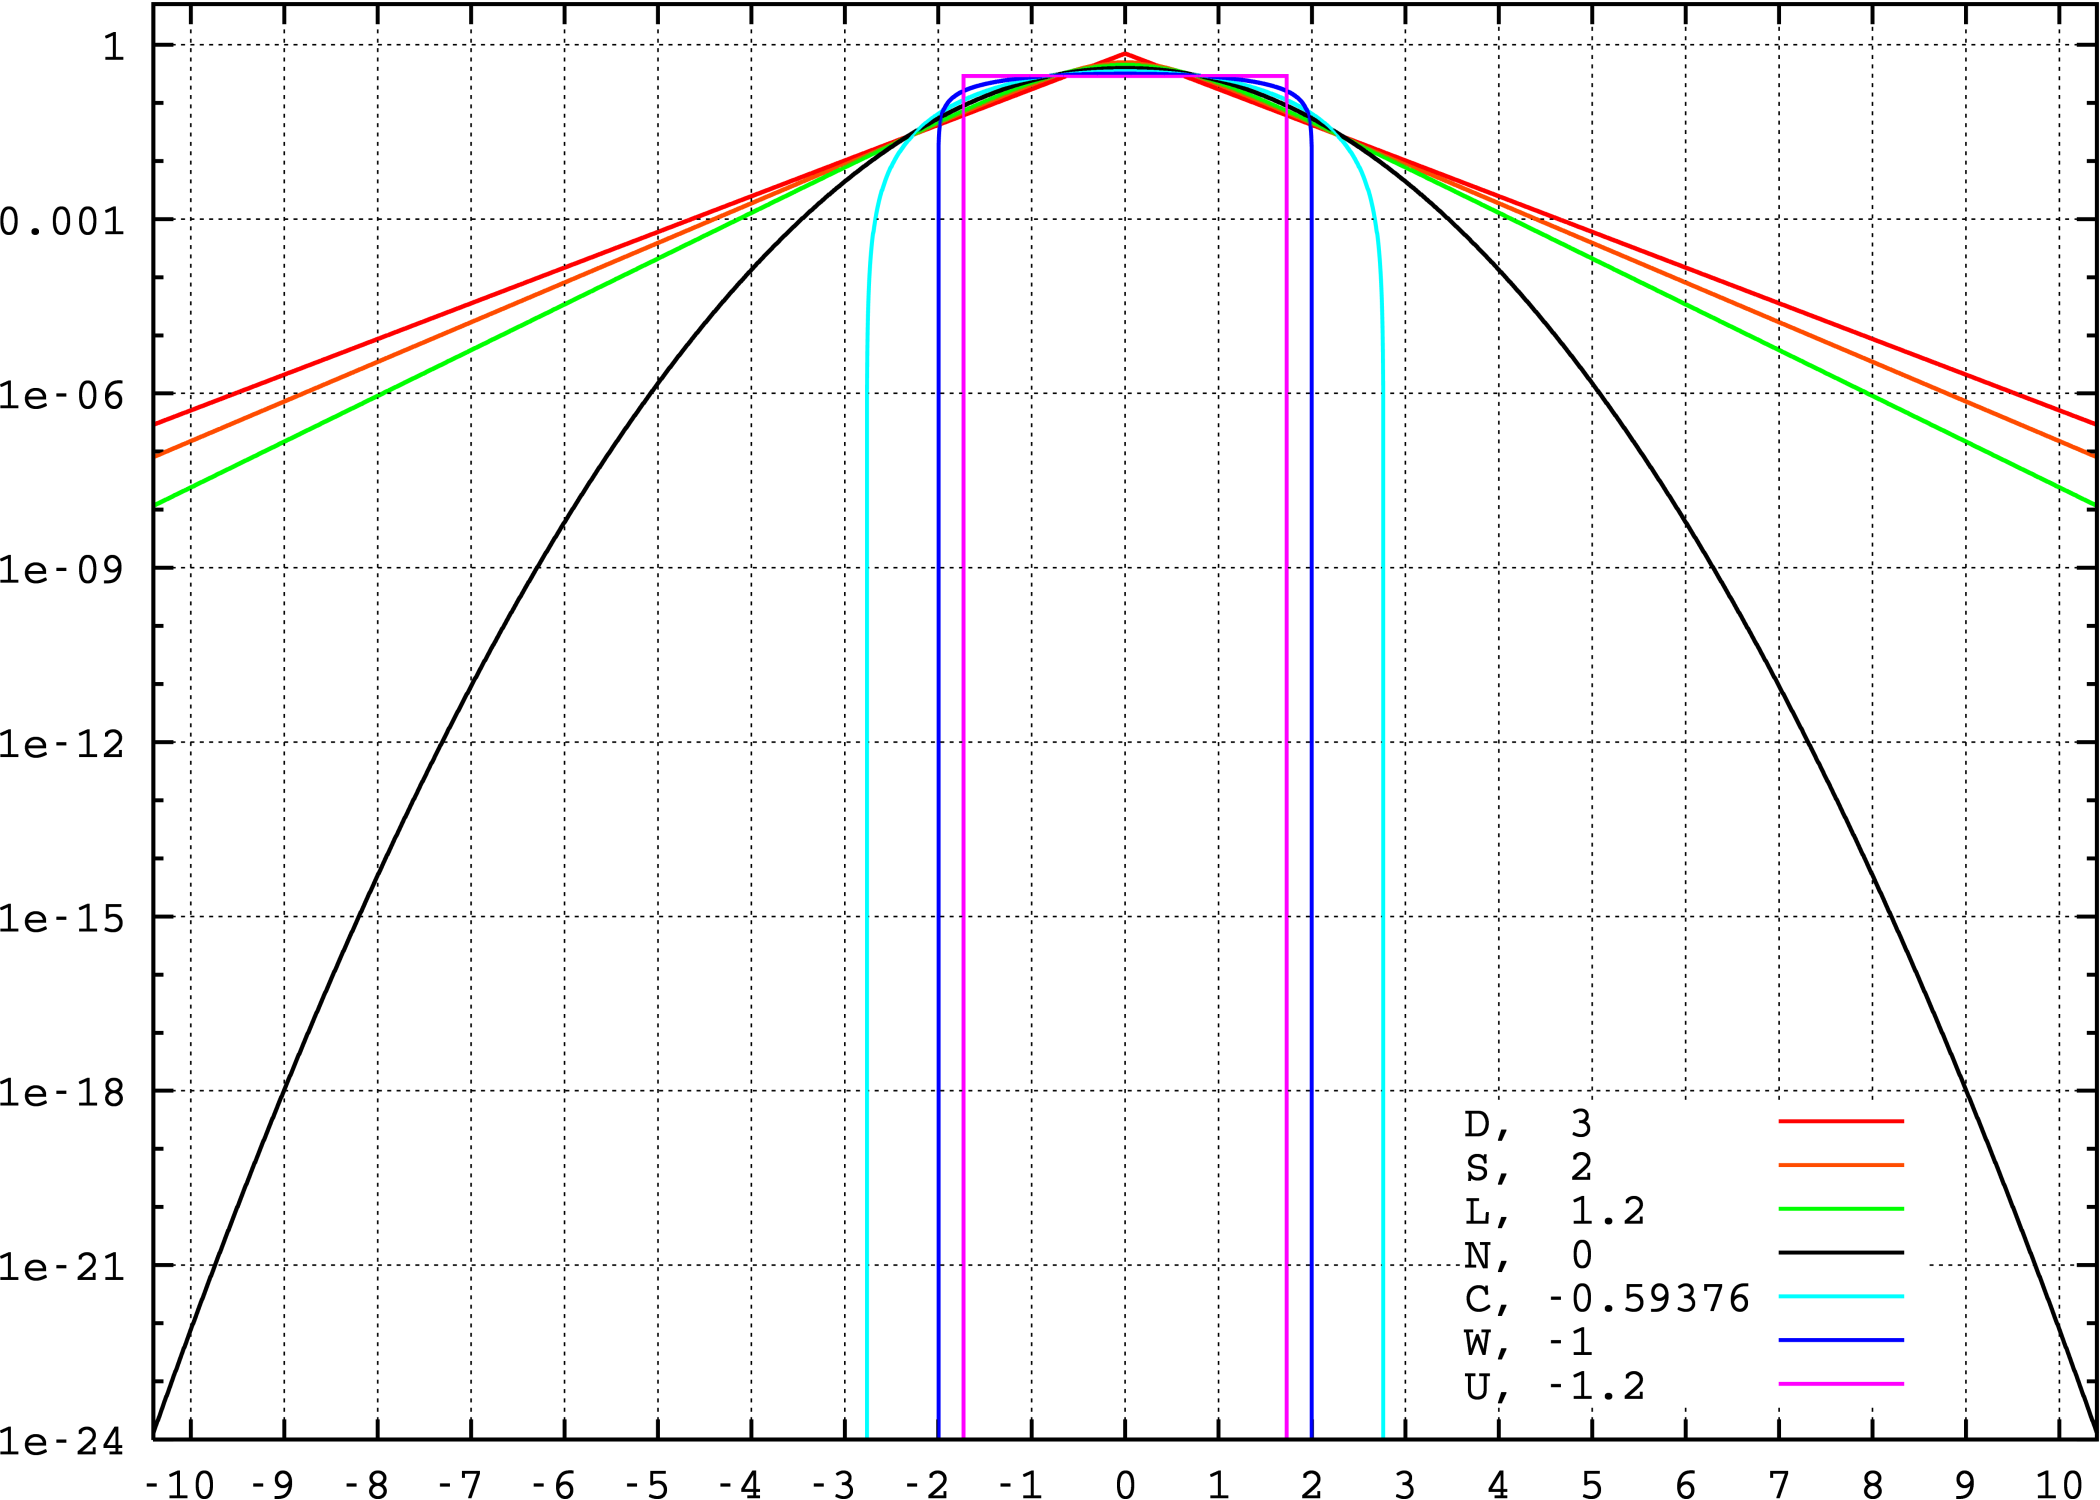 1
0.001
1e-06
1e-09
1e-12
1e-15
1e-18
1e-21
1e-24
D, 3
S, 2
L, 1.2
N, 0
C, -0.59376
W, -1
U, -1.2
-10 -9 -8 -7 -6 -5 -4 -3 -2 -1 0 1 2 3 4 5 6 7 8 9 10